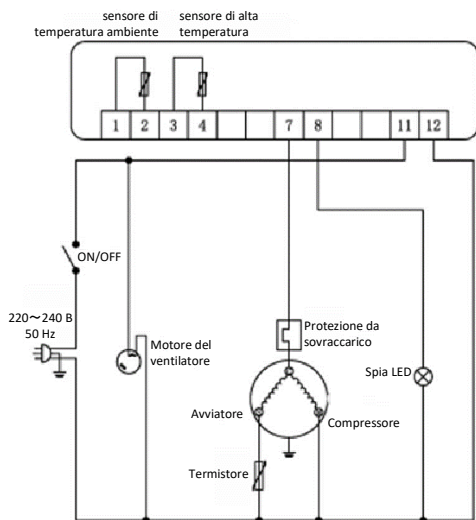 sensore di
temperatura ambiente
sensore di alta
temperatura
1 2 3 4 7 8 11 12
ON/OFF
220～240 B
50 Hz
Motore del
ventilatore
Protezione da
sovraccarico
Spia LED
Avviatore
Compressore
Termistore